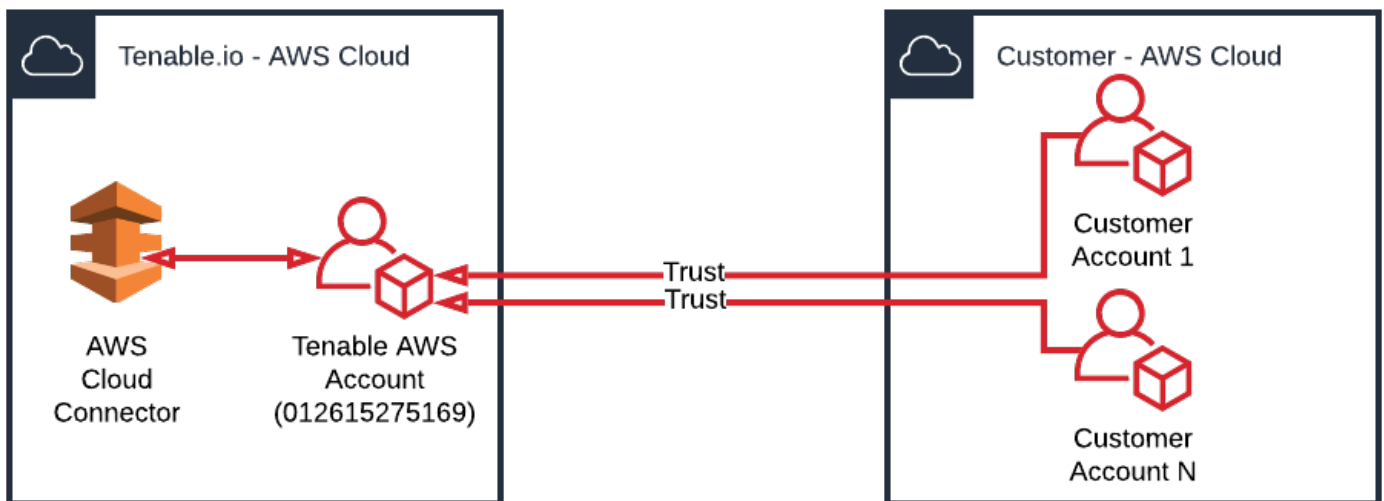 Tenable.io - AWS Cloud
Customer - AWS Cloud
Customer
Account 1
Trust
Trust
AWS
Cloud
Connector
Tenable AWS
Account
(012615275169)
Customer
Account N